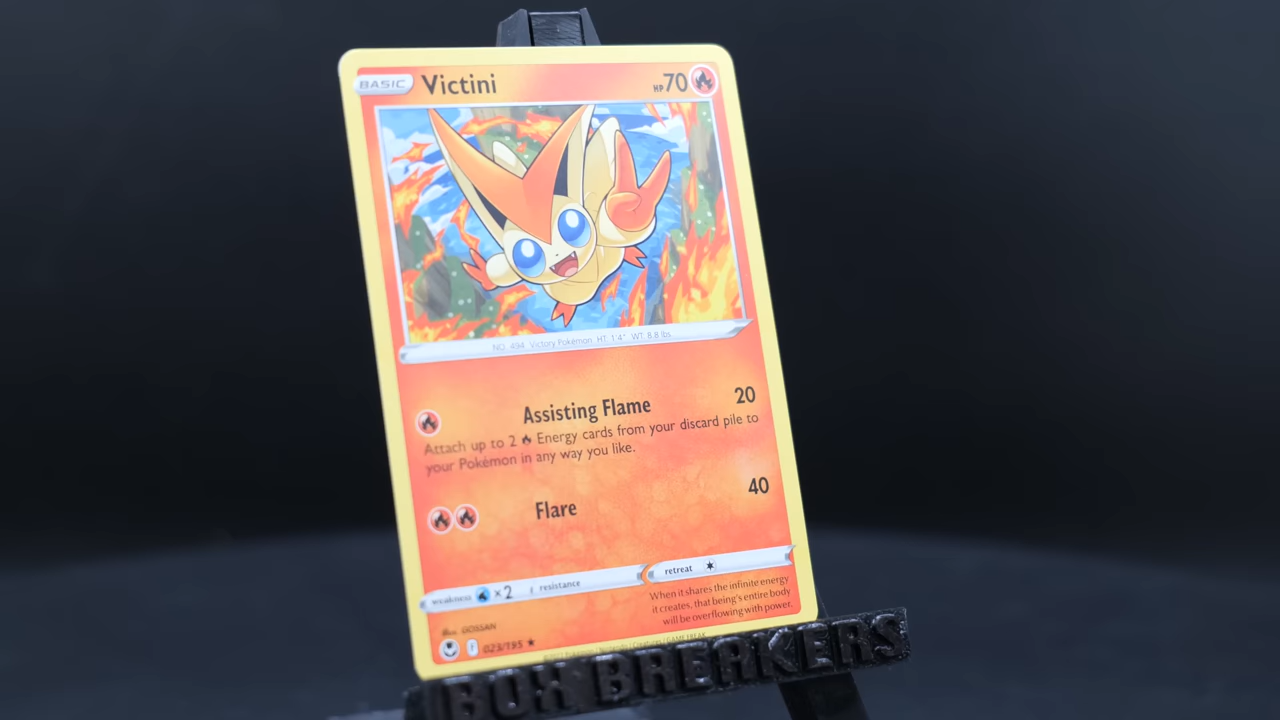 BASIC Victini HP70
NO. 494 Victory Pokémon HT: 1'4" WT: 8.8 lbs
Assisting Flame 20
Attach up to 2 Energy cards from your discard pile to
your Pokémon in any way you like.
Flare 40
weakness ×2 resistance retreat
When it shares the infinite energy
it creates, that being's entire body
will be overflowing with power.
Illus. GOSSAN
F 023/195 ★
BOX BREAKERS